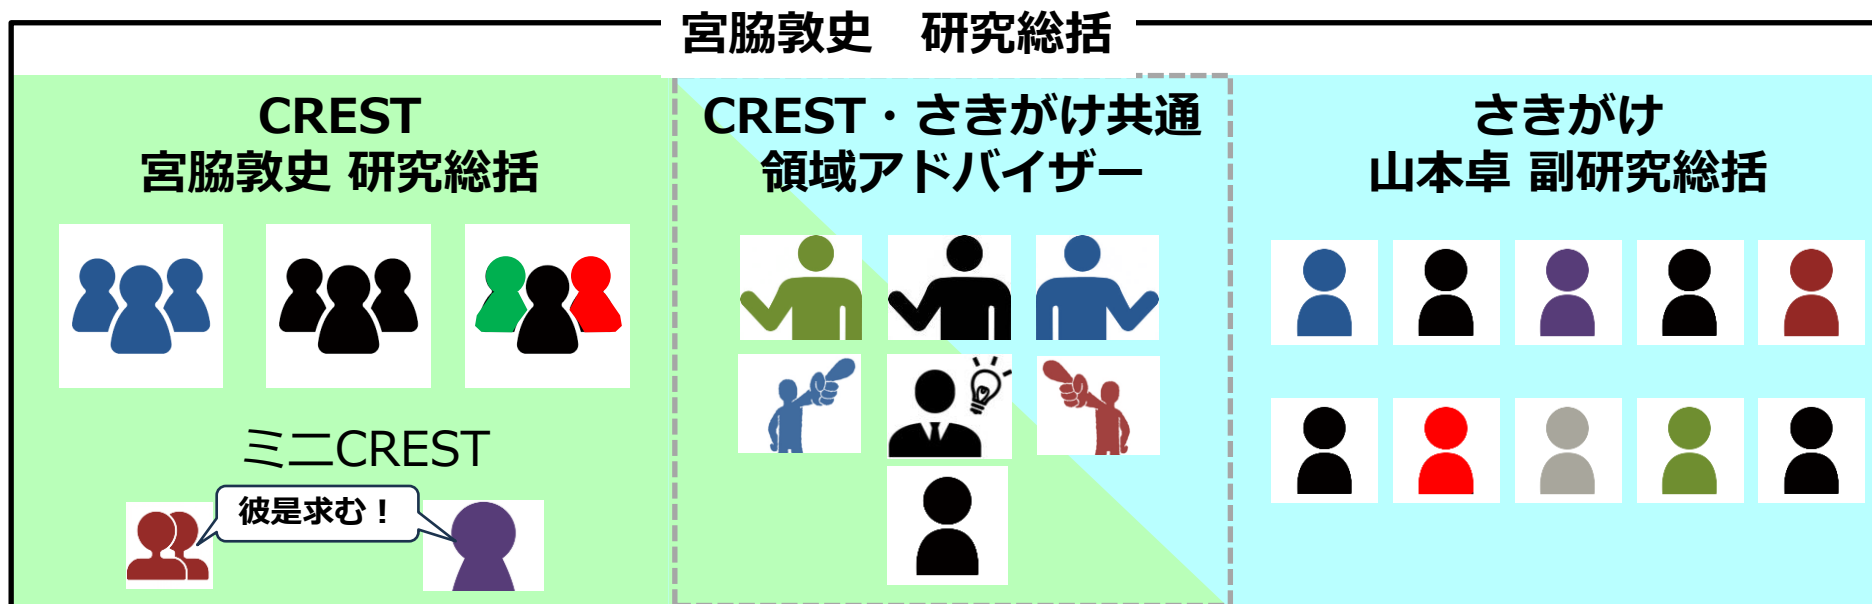 宮脇敦史　研究総括
CREST
宮脇敦史 研究総括
CREST・さきがけ共通
領域アドバイザー
さきがけ
山本卓 副研究総括
ミニCREST
彼是求む！